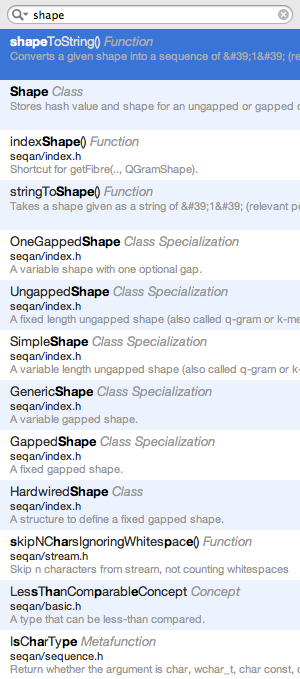 shape
shapeToString() Function
Converts a given shape into a sequence of &#39;1&#39; (re
Shape Class
Stores hash value and shape for an ungapped or gapped
indexShape() Function
seqan/index.h
Shortcut for getFibre(.., QGramShape).
stringToShape() Function
Takes a shape given as a string of &#39;1&#39; (relevant p
OneGappedShape Class Specialization
seqan/index.h
A variable shape with one optional gap.
UngappedShape Class Specialization
seqan/index.h
A fixed length ungapped shape (also called q-gram or k-me
SimpleShape Class Specialization
seqan/index.h
A variable length ungapped shape (also called q-gram or k-
GenericShape Class Specialization
seqan/index.h
A variable gapped shape.
GappedShape Class Specialization
seqan/index.h
A fixed gapped shape.
HardwiredShape Class
seqan/index.h
A structure to define a fixed gapped shape.
skipNCharsIgnoringWhitespace() Function
seqan/stream.h
Skip n characters from stream, not counting whitespaces
LessThanComparableConcept Concept
seqan/basic.h
A type that can be less-than compared.
IsCharType Metafunction
seqan/sequence.h
Return whether the argument is char, wchar_t, char const,